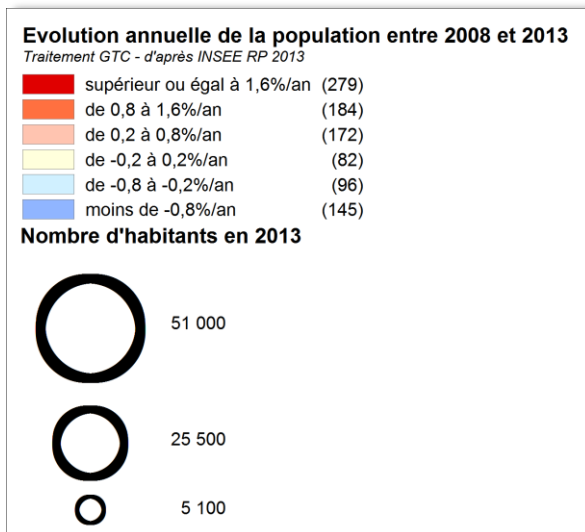 Evolution annuelle de la population entre 2008 et 2013
Traitement GTC - d'après INSEE RP 2013
supérieur ou égal à 1,6%/an (279)
de 0,8 à 1,6%/an (184)
de 0,2 à 0,8%/an (172)
de -0,2 à 0,2%/an (82)
de -0,8 à -0,2%/an (96)
moins de -0,8%/an (145)
Nombre d'habitants en 2013
51 000
25 500
5 100